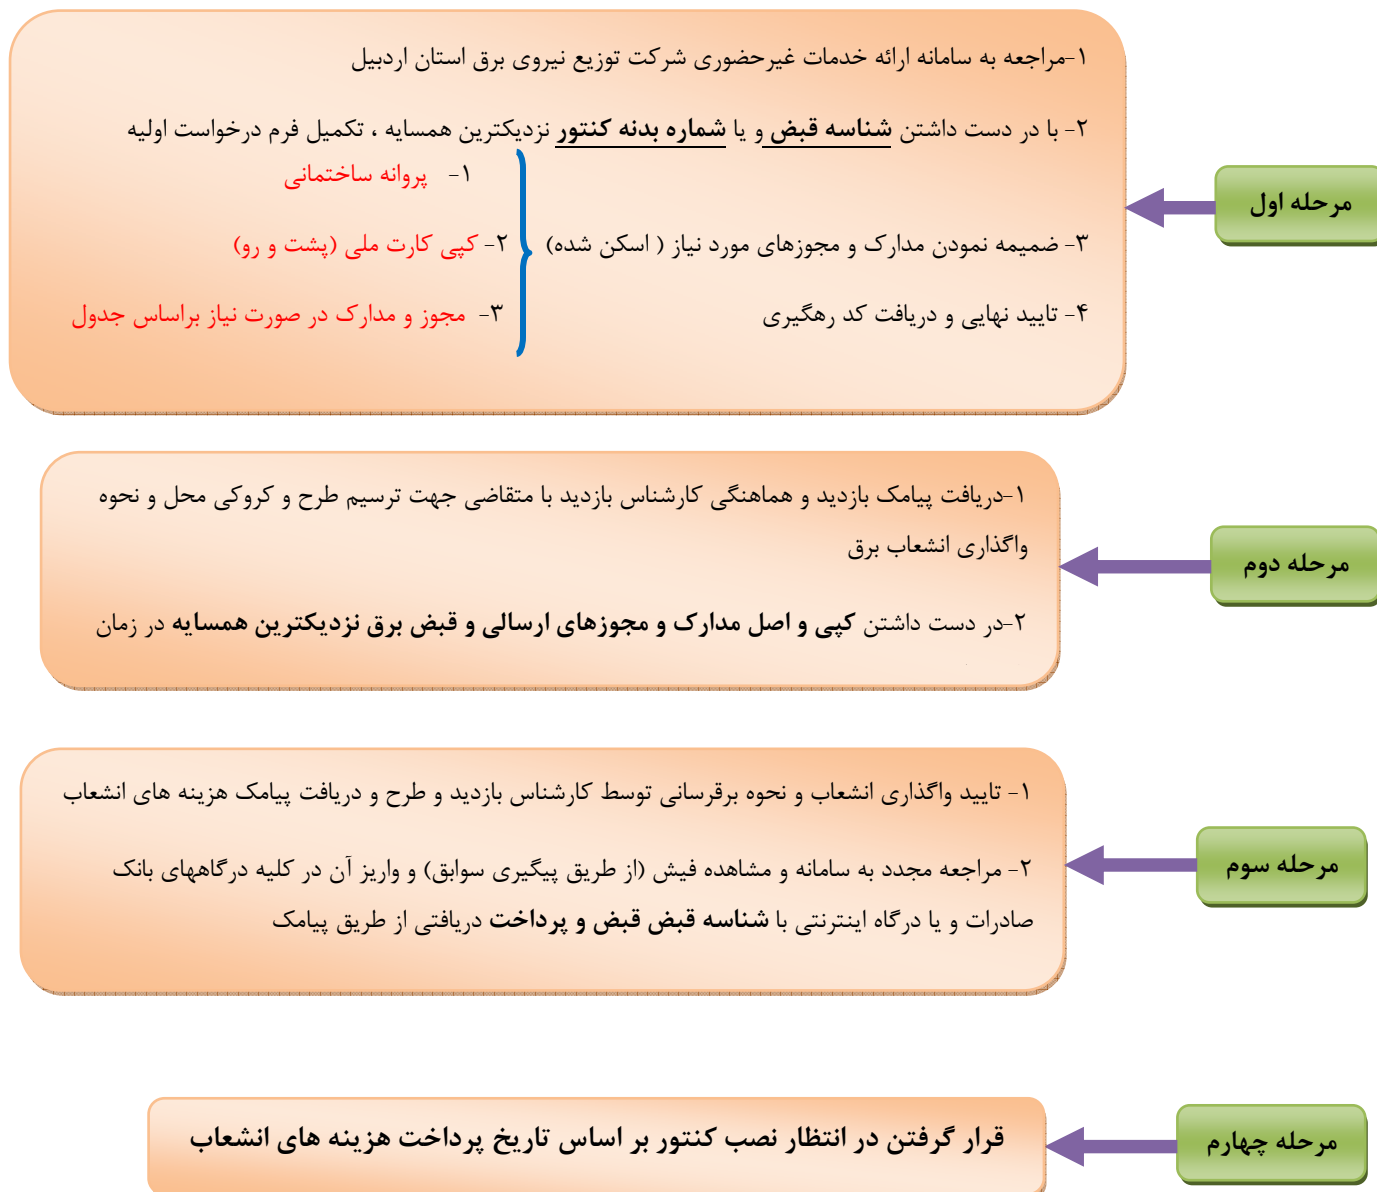 مرحله اول
۱-مراجعه به سامانه ارائه خدمات غیرحضوری شرکت توزیع نیروی برق استان اردبیل
۲- با در دست داشتن شناسه قبض و یا شماره بدنه کنتور نزدیکترین همسایه ، تکمیل فرم درخواست اولیه
۳- ضمیمه نمودن مدارک و مجوزهای مورد نیاز ( اسکن شده)
۱- پروانه ساختمانی
۲- کپی کارت ملی (پشت و رو)
۳- مجوز و مدارک در صورت نیاز براساس جدول
۴- تایید نهایی و دریافت کد رهگیری
مرحله دوم
۱-دریافت پیامک بازدید و هماهنگی کارشناس بازدید با متقاضی جهت ترسیم طرح و کروکی محل و نحوه
واگذاری انشعاب برق
۲-در دست داشتن کپی و اصل مدارک و مجوزهای ارسالی و قبض برق نزدیکترین همسایه در زمان
مرحله سوم
۱- تایید واگذاری انشعاب و نحوه برقرسانی توسط کارشناس بازدید و طرح و دریافت پیامک هزینه های انشعاب
۲- مراجعه مجدد به سامانه و مشاهده فیش (از طریق پیگیری سوابق) و واریز آن در کلیه درگاههای بانک
صادرات و یا درگاه اینترنتی با شناسه قبض قبض و پرداخت دریافتی از طریق پیامک
مرحله چهارم
قرار گرفتن در انتظار نصب کنتور بر اساس تاریخ پرداخت هزینه های انشعاب